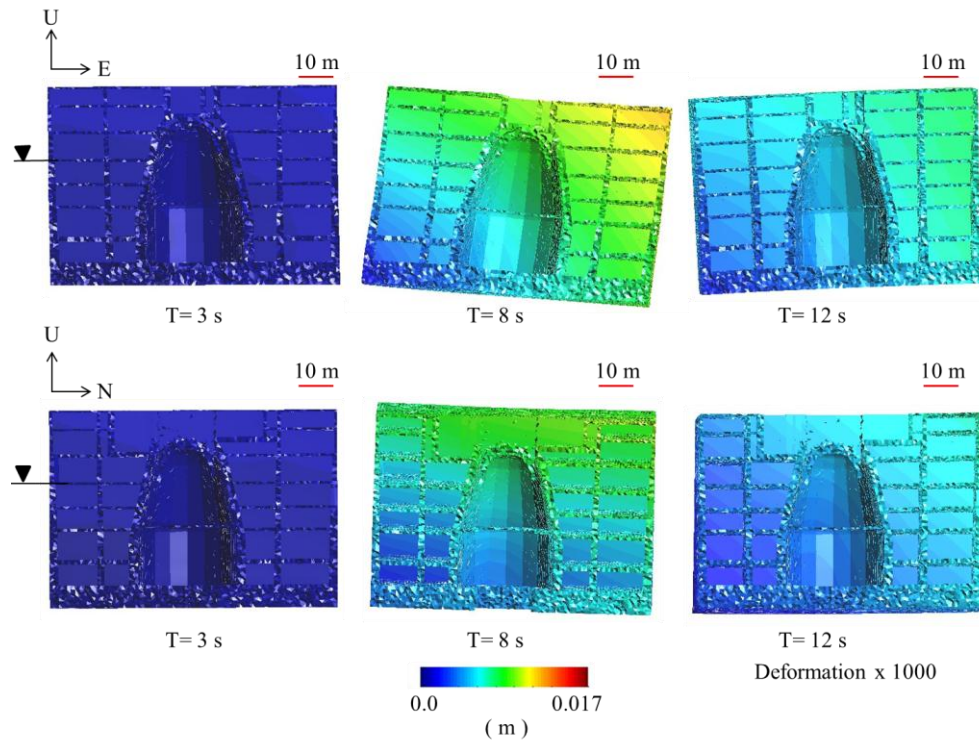 U
E
10 m
10 m
10 m
T= 3 s
T= 8 s
T= 12 s
U
N
10 m
10 m
10 m
T= 3 s
T= 8 s
T= 12 s
Deformation x 1000
0.0
0.017
( m )